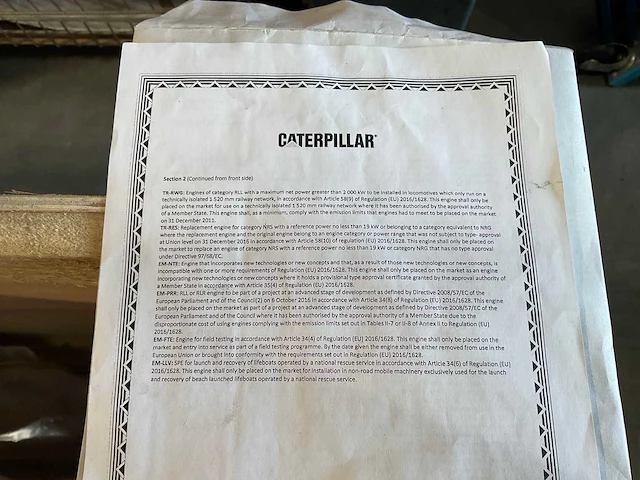 CATERPILLAR®
Section 2 (Continued from front side)
TR-RWG: Engines of category RLL with a maximum net power greater than 2 000 kW to be installed in locomotives which only run on a
technically isolated 1 520 mm railway network, in accordance with Article 58(9) of Regulation (EU) 2016/1628. This engine shall only be
placed on the market for use on a technically isolated 1 520 mm railway network where it has been authorised by the approval authority
of a Member State. This engine shall, as a minimum, comply with the emission limits that engines had to meet to be placed on the market
on 31 December 2011.
TR-RES: Replacement engine for category NRS with a reference power no less than 19 kW or belonging to a category equivalent to NRG
where the replacement engine and the original engine belong to an engine category or power range that was not subject to type- approval
at Union level on 31 December 2016 in accordance with Article 58(10) of regulation (EU) 2016/1628. This engine shall only be placed on
the market to replace an engine of category NRS with a reference power no less than 19 kW or category NRG that has no type approval
under Directive 97/68/EC.
EM-NTE: Engine that incorporates new technologies or new concepts and that, as a result of those new technologies or new concepts, is
incompatible with one or more requirements of Regulation (EU) 2016/1628. This engine shall only be placed on the market as an engine
incorporating new technologies or new concepts where it holds a provisional type approval certificate granted by the approval authority of
a Member State in accordance with Article 35(4) of Regulation (EU) 2016/1628.
EM-PRR: RLL or RLR engine to be part of a project at an advanced stage of development as defined by Directive 2008/57/EC of the
European Parliament and of the Council(2) on 6 October 2016 in accordance with Article 34(8) of Regulation (EU) 2016/1628. This engine
shall only be placed on the market as part of a project at an advanced stage of development as defined by Directive 2008/57/EC of the
European Parliament and of the Council where it has been authorised by the approval authority of a Member State due to the
disproportionate cost of using engines complying with the emission limits set out in Tables II-7 or II-8 of Annex II to Regulation (EU)
2016/1628.
EM-FTE: Engine for field testing in accordance with Article 34(4) of Regulation (EU) 2016/1628. This engine shall only be placed on the
market and entry into service as part of a field testing programme. By the date given the engine shall be either removed from use in the
European Union or brought into conformity with the requirements set out in Regulation (EU) 2016/1628.
EM-LLV: SPE for launch and recovery of lifeboats operated by a national rescue service in accordance with Article 34(6) of Regulation (EU)
2016/1628. This engine shall only be placed on the market for installation in non-road mobile machinery exclusively used for the launch
and recovery of beach launched lifeboats operated by a national rescue service.